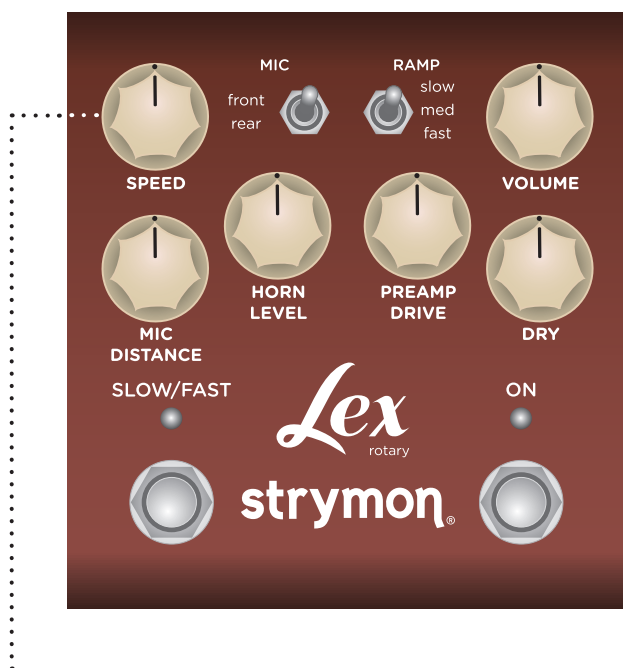 MIC
RAMP
front
rear
slow
med
fast
SPEED
VOLUME
HORN
LEVEL
PREAMP
DRIVE
MIC
DISTANCE
DRY
SLOW/FAST
ON
Lex
rotary
strymon®